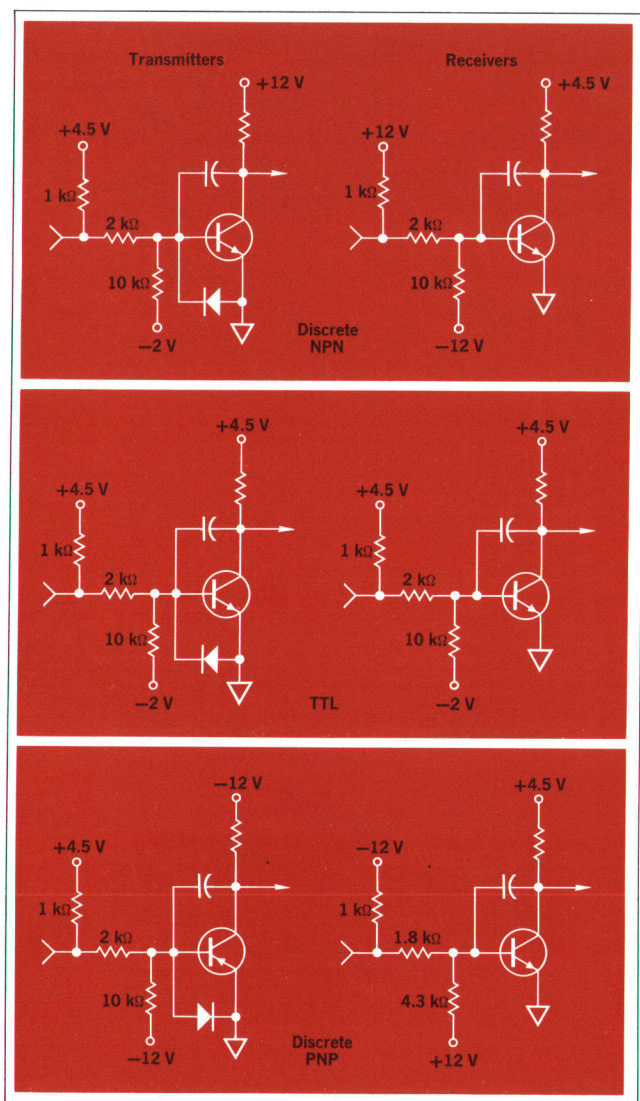 Transmitters
Receivers
+12 V
+4.5 V
+4.5 V
+12 V
1 kΩ
1 kΩ
2 kΩ
2 kΩ
10 kΩ
10 kΩ
−2 V
−12 V
Discrete
NPN
+4.5 V
+4.5 V
+4.5 V
+4.5 V
1 kΩ
1 kΩ
2 kΩ
2 kΩ
10 kΩ
10 kΩ
−2 V
−2 V
TTL
−12 V
+4.5 V
+4.5 V
−12 V
1 kΩ
1 kΩ
2 kΩ
1.8 kΩ
10 kΩ
4.3 kΩ
−12 V
+12 V
Discrete
PNP